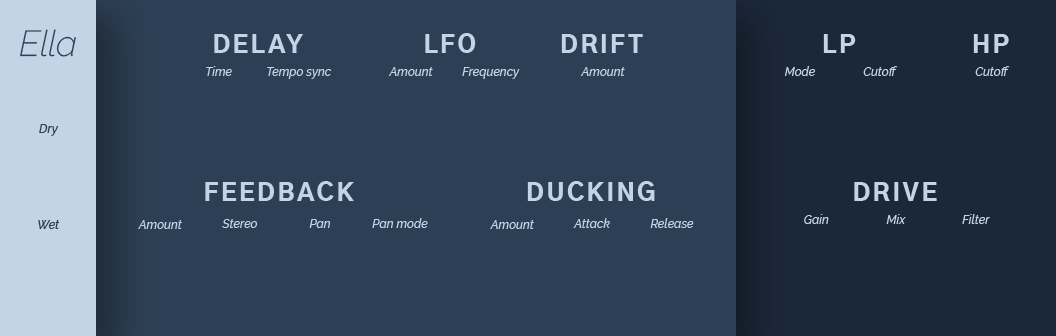 Ella
DELAY LFO DRIFT LP HP
Time Tempo sync Amount Frequency Amount Mode Cutoff Cutoff
Dry
FEEDBACK DUCKING DRIVE
Amount Stereo Pan Pan mode Amount Attack Release Gain Mix Filter
Wet